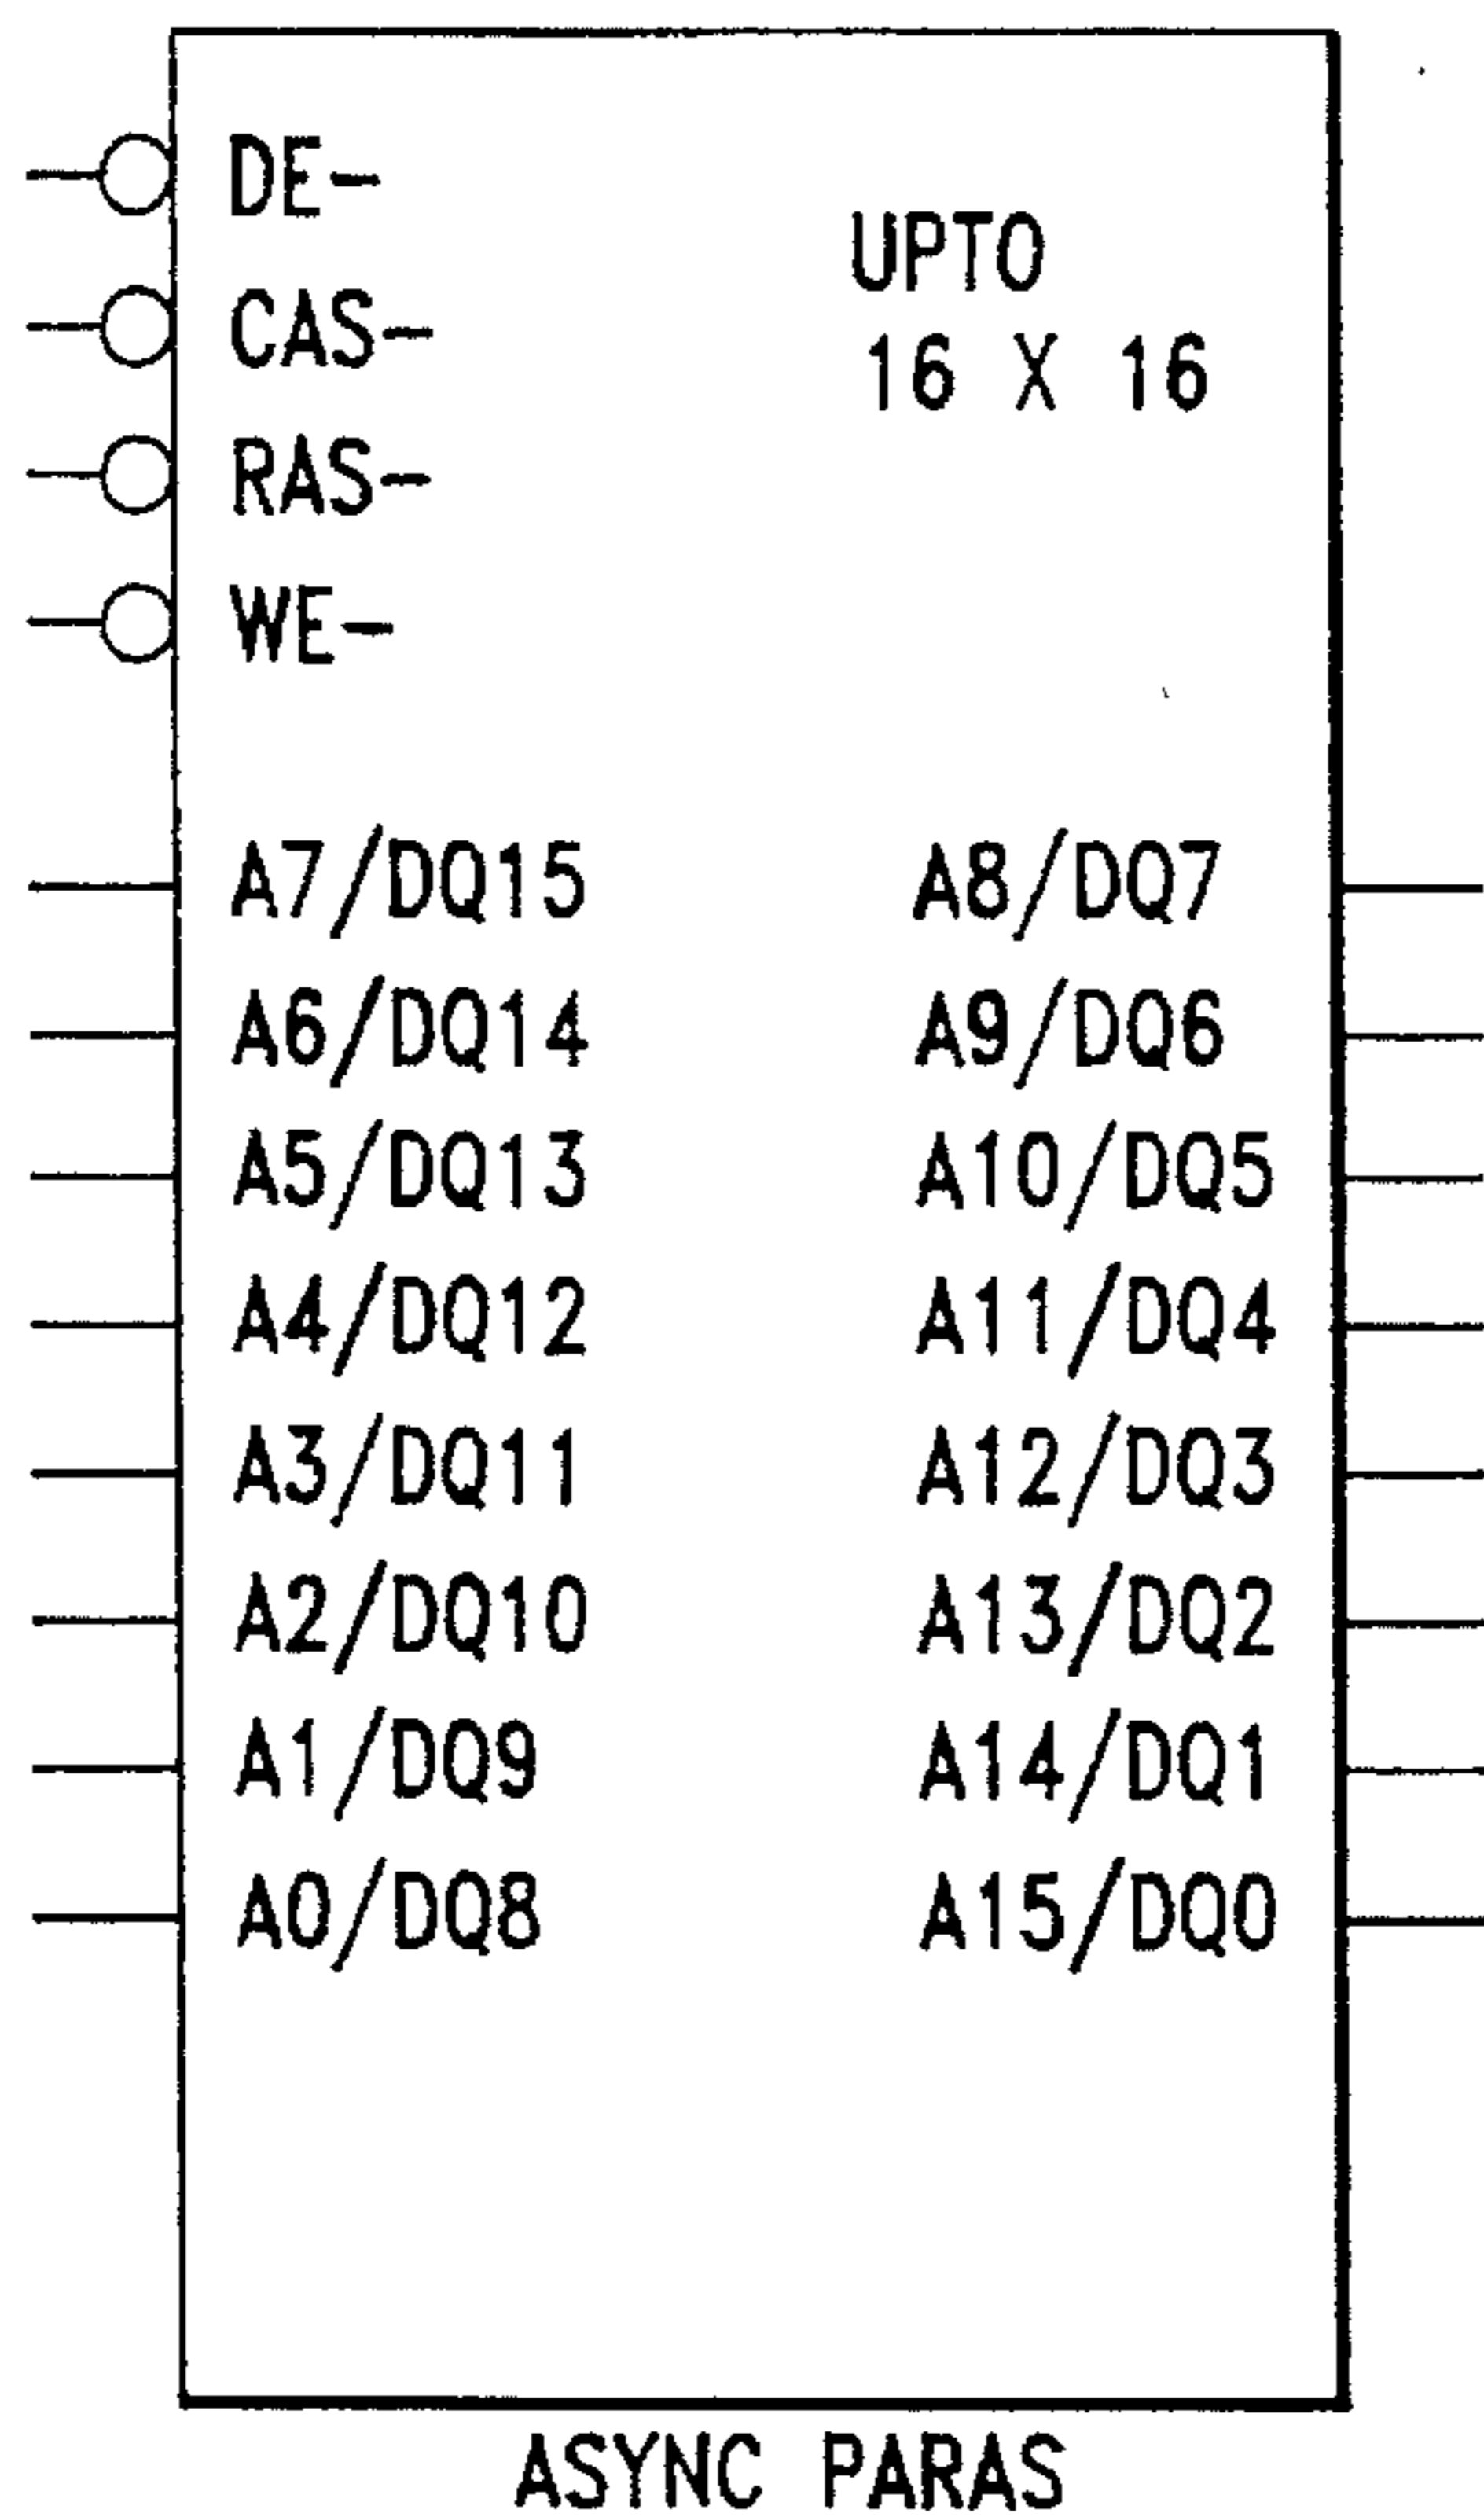 DE-
UPTO
CAS-
16 X 16
RAS-
WE-
A7/DQ15 A8/DQ7
A6/DQ14 A9/DQ6
A5/DQ13 A10/DQ5
A4/DQ12 A11/DQ4
A3/DQ11 A12/DQ3
A2/DQ10 A13/DQ2
A1/DQ9 A14/DQ1
A0/DQ8 A15/DQ0
ASYNC PARAS